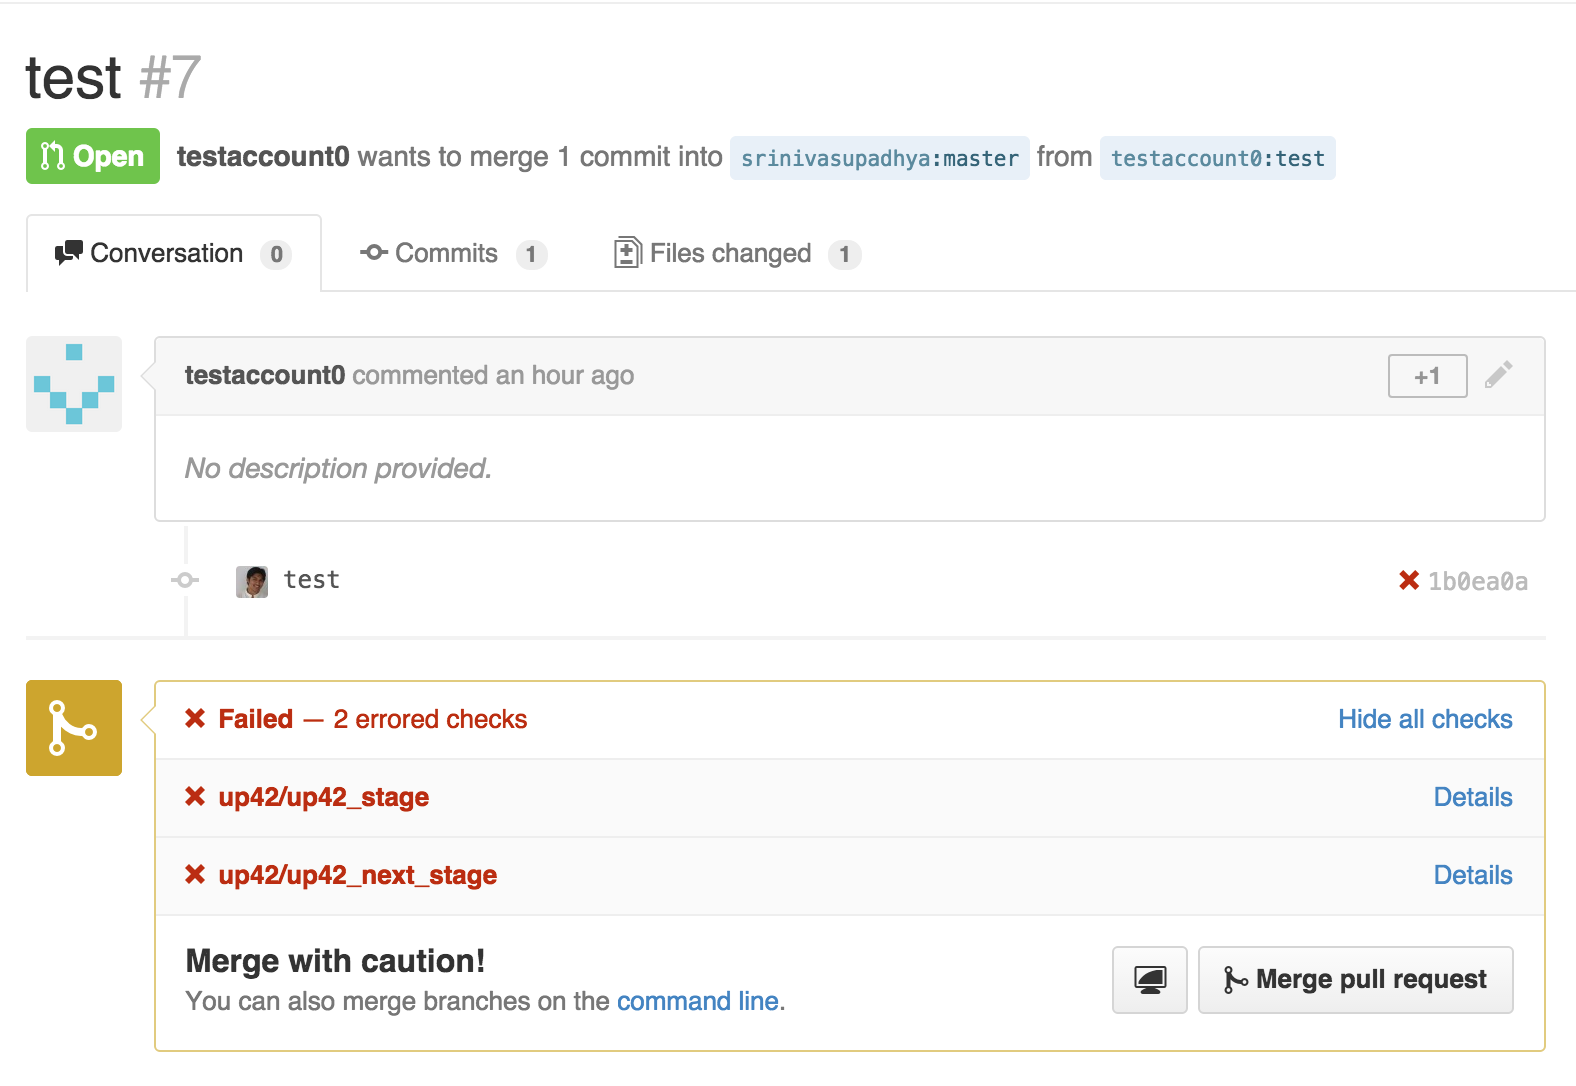 test #7
Open testaccount0 wants to merge 1 commit into srinivasupadhya:master from testaccount0:test
Conversation 0 Commits 1 Files changed 1
testaccount0 commented an hour ago +1
No description provided.
test 1b0ea0a
Failed — 2 errored checks Hide all checks
up42/up42_stage Details
up42/up42_next_stage Details
Merge with caution!
You can also merge branches on the command line.
Merge pull request